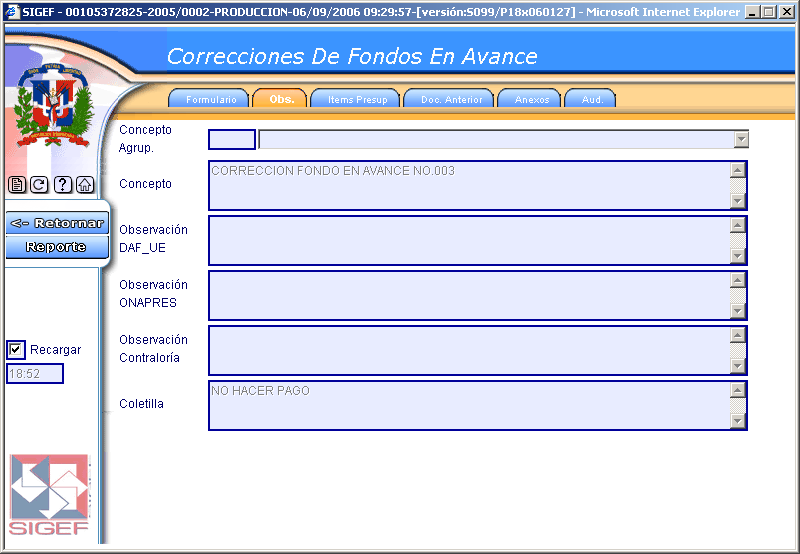 SIGEF - 00105372825-2005/0002-PRODUCCION-06/09/2006 09:29:57-[versión:S099/P18x060127] - Microsoft Internet Explorer
Correcciones De Fondos En Avance
Formulario Obs. Items Presup Doc. Anterior Anexos Aud.
Concepto
Agrup.
Concepto
CORRECCION FONDO EN AVANCE NO.003
<- Retornar
Reporte
Observación
DAF_UE
Observación
ONAPRES
Observación
Contraloría
Recargar
18:52
Coletilla
NO HACER PAGO
SIGEF